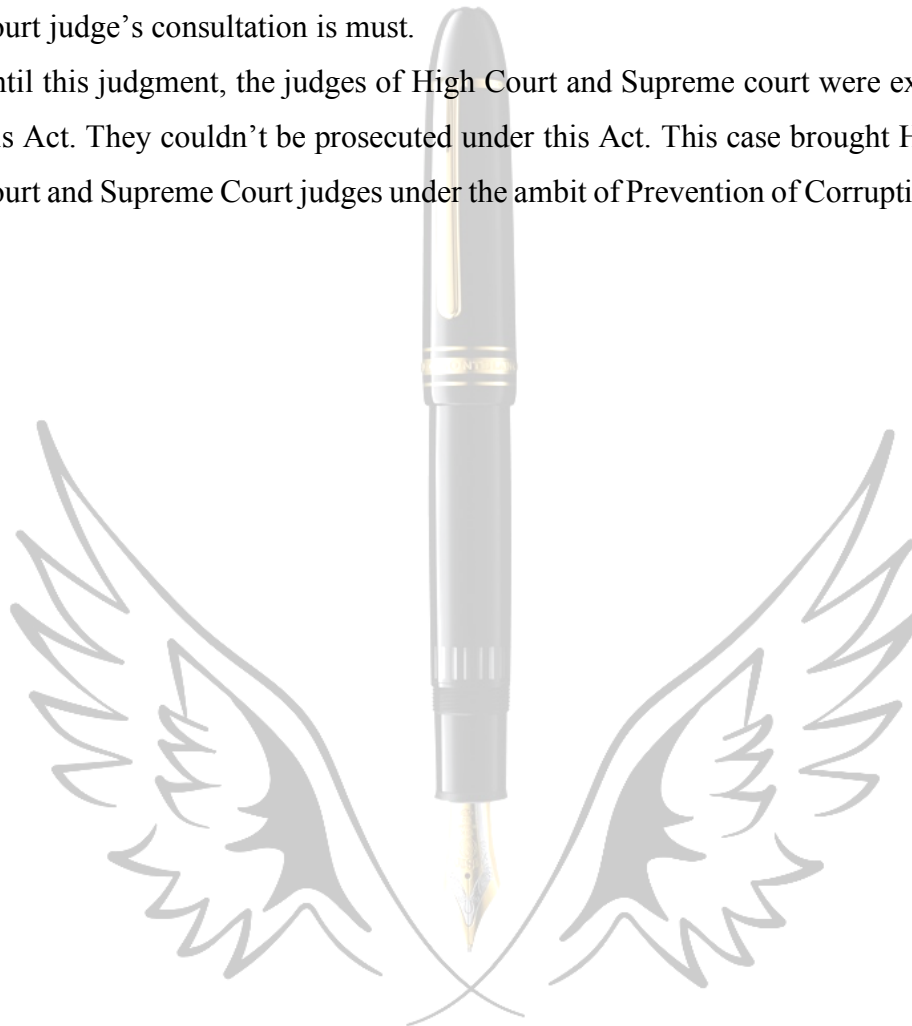 ourt judge’s consultation is must.
ntil this judgment, the judges of High Court and Supreme court were ex
is Act. They couldn’t be prosecuted under this Act. This case brought H
ourt and Supreme Court judges under the ambit of Prevention of Corrupti